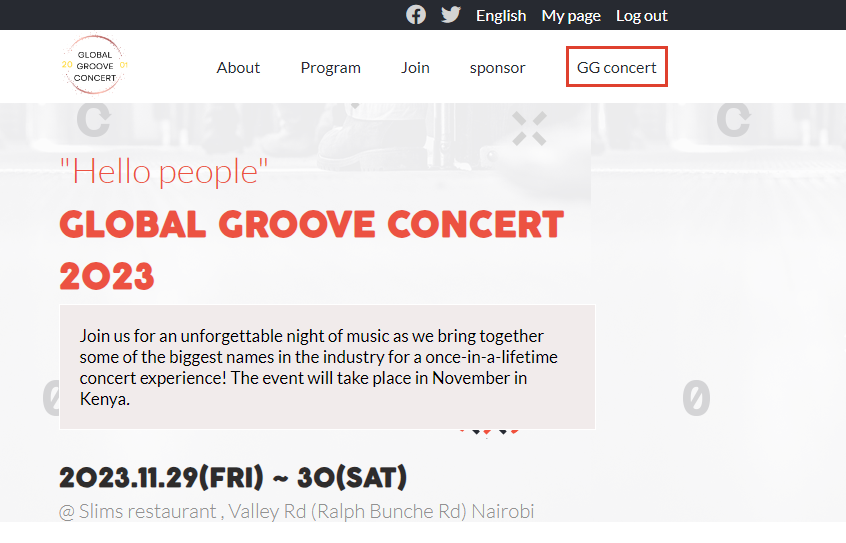 English My page Log out
GLOBAL
20 GROOVE 01
CONCERT
About Program Join sponsor GG concert
"Hello people"
GLOBAL GROOVE CONCERT
2023
Join us for an unforgettable night of music as we bring together
some of the biggest names in the industry for a once-in-a-lifetime
concert experience! The event will take place in November in
Kenya.
2023.11.29(FRI) ~ 30(SAT)
@ Slims restaurant , Valley Rd (Ralph Bunche Rd) Nairobi